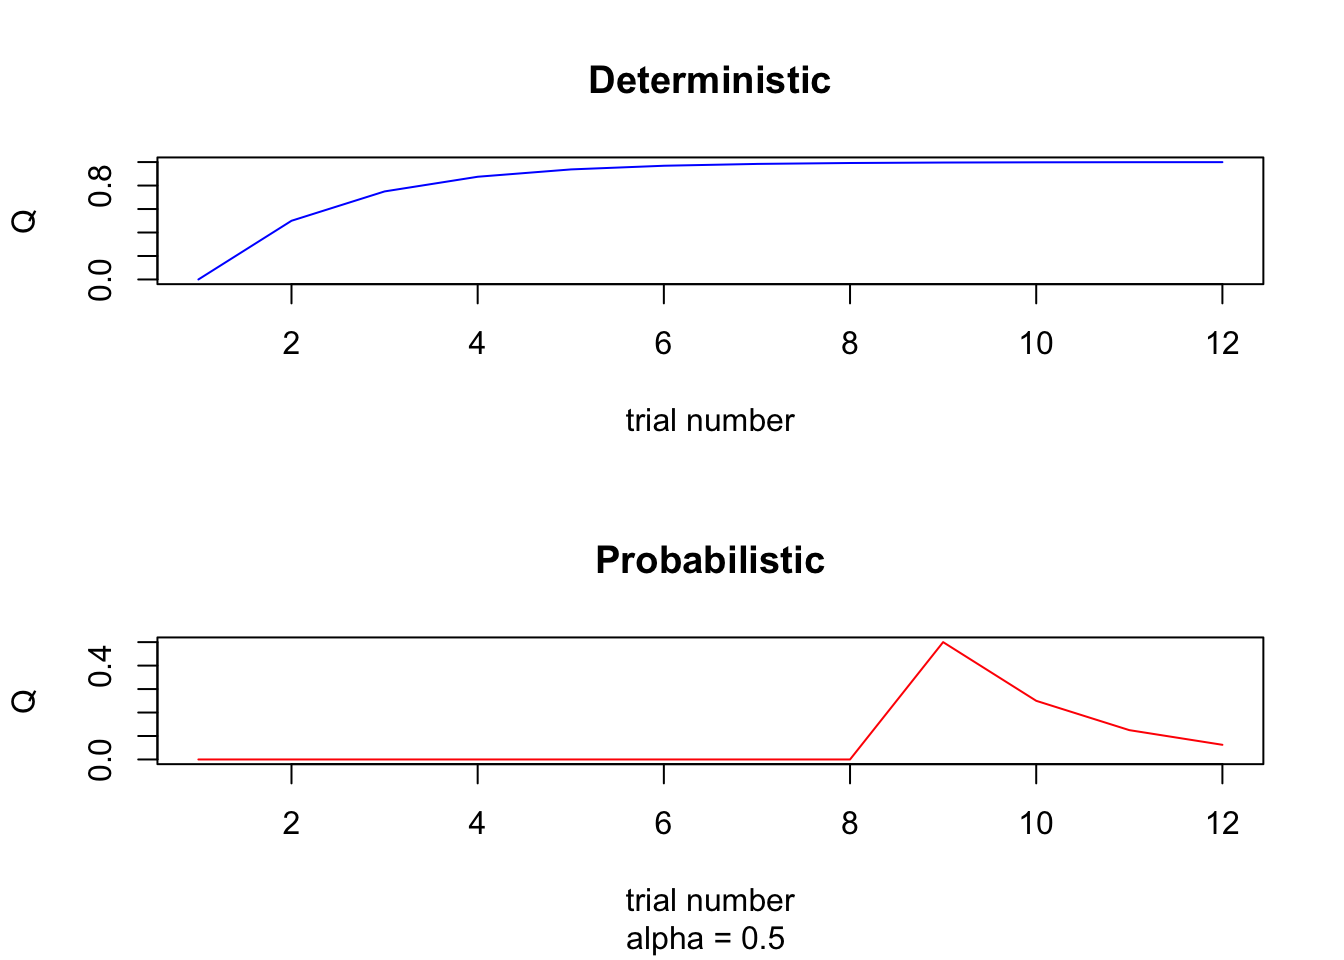 Deterministic
Q
0.8
0.0
2 4 6 8 10 12
trial number
Probabilistic
Q
0.4
0.0
2 4 6 8 10 12
trial number
alpha = 0.5